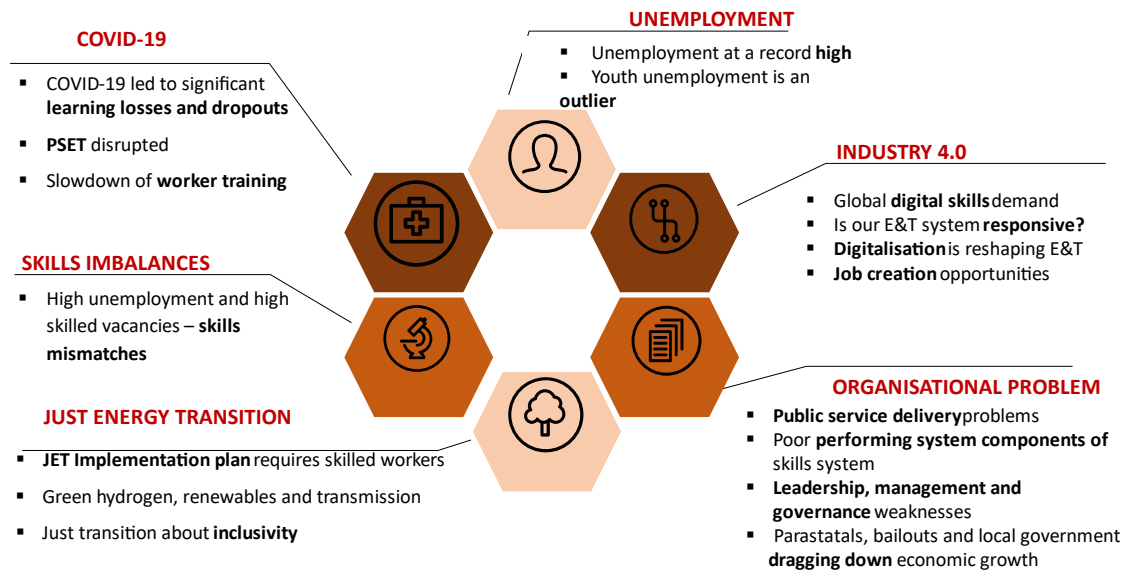 COVID-19
▪ COVID-19 led to significant
learning losses and dropouts
▪ PSET disrupted
▪ Slowdown of worker training
UNEMPLOYMENT
▪ Unemployment at a record high
▪ Youth unemployment is an
outlier
INDUSTRY 4.0
▪ Global digital skills demand
▪ Is our E&T system responsive?
▪ Digitalisation is reshaping E&T
▪ Job creation opportunities
SKILLS IMBALANCES
▪ High unemployment and high
skilled vacancies – skills
mismatches
JUST ENERGY TRANSITION
▪ JET Implementation plan requires skilled workers
▪ Green hydrogen, renewables and transmission
▪ Just transition about inclusivity
ORGANISATIONAL PROBLEM
▪ Public service delivery problems
▪ Poor performing system components of
skills system
▪ Leadership, management and
governance weaknesses
▪ Parastatals, bailouts and local government
dragging down economic growth